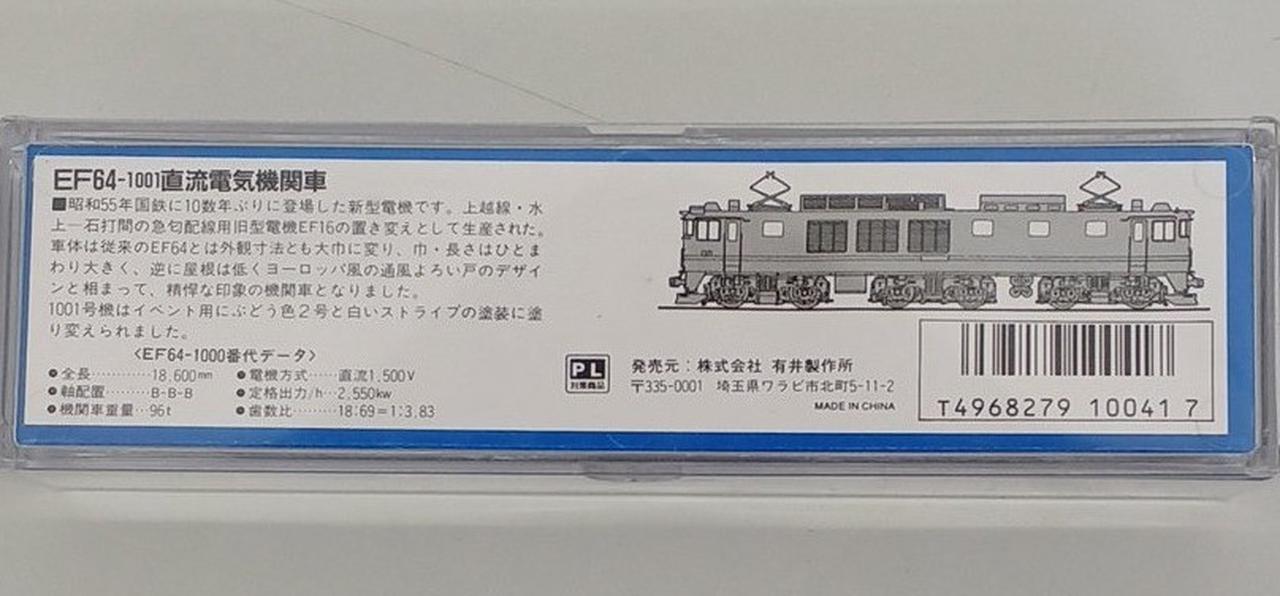 EF64-1001直流電気機関車
■昭和55年国鉄に10数年ぶりに登場した新型電機です。上越線・水
上―石打間の急匂配線用旧型電機EF16の置き変えとして生産された。
車体は従来のEF64とは外観寸法とも大巾に変り、巾・長さはひとま
わり大きく、逆に屋根は低くヨーロッパ風の通風よろい戸のデザイ
ンと相まって、精悍な印象の機関車となりました。
1001号機はイベント用にぶどう色2号と白いストライプの塗装に塗
り変えられました。
〈EF64-1000番代データ〉
●全長…………18,600mm ●電機方式……直流1,500V
●軸配置………B-B-B ●定格出力/h…2,550kw
●機関車重量…96t ●歯数比………18:69=1:3.83
PL
対策商品
発売元：株式会社 有井製作所
〒335-0001 埼玉県ワラビ市北町5-11-2
MADE IN CHINA
T4968279 10041 7